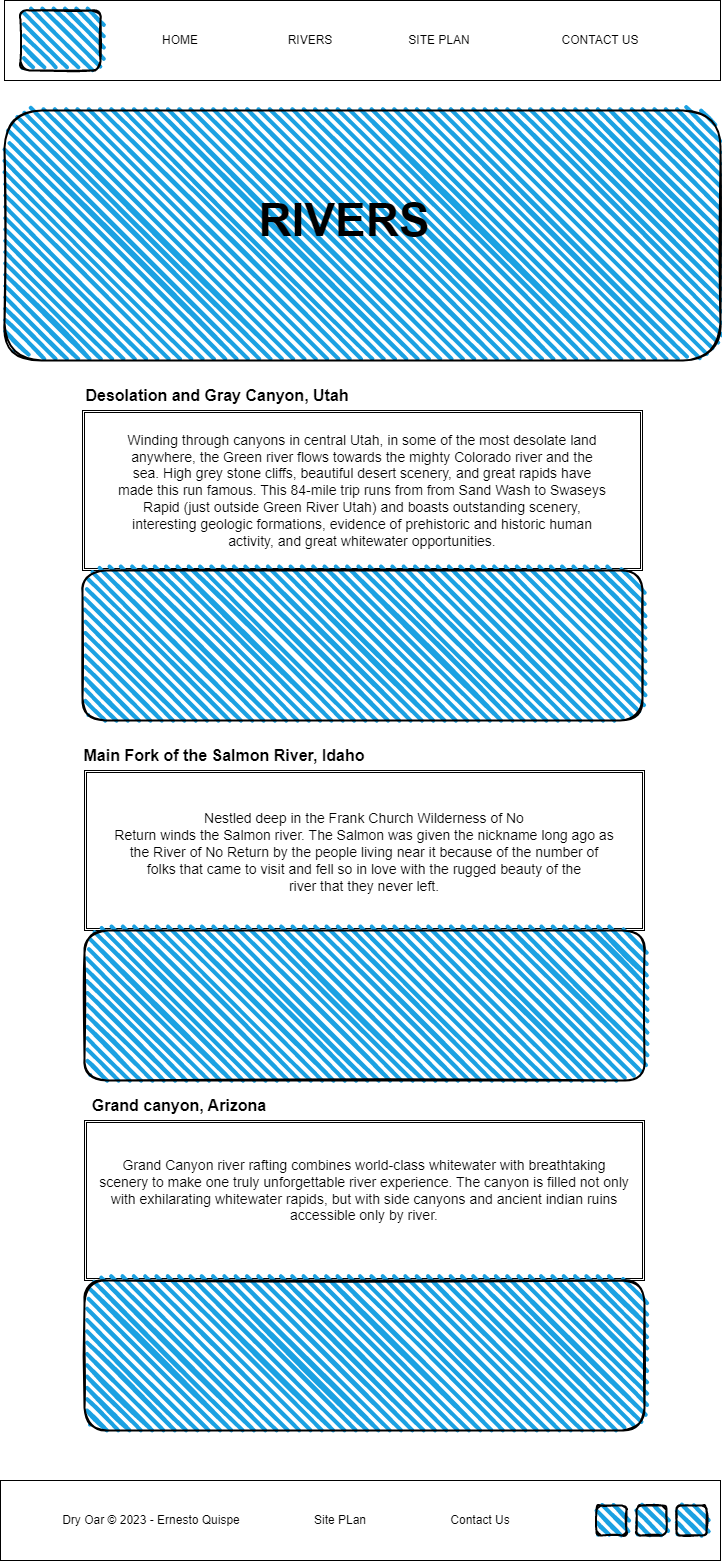 HOME RIVERS SITE PLAN CONTACT US
RIVERS
Desolation and Gray Canyon, Utah
Winding through canyons in central Utah, in some of the most desolate land
anywhere, the Green river flows towards the mighty Colorado river and the
sea. High grey stone cliffs, beautiful desert scenery, and great rapids have
made this run famous. This 84-mile trip runs from from Sand Wash to Swaseys
Rapid (just outside Green River Utah) and boasts outstanding scenery,
interesting geologic formations, evidence of prehistoric and historic human
activity, and great whitewater opportunities.
Main Fork of the Salmon River, Idaho
Nestled deep in the Frank Church Wilderness of No
Return winds the Salmon river. The Salmon was given the nickname long ago as
the River of No Return by the people living near it because of the number of
folks that came to visit and fell so in love with the rugged beauty of the
river that they never left.
Grand canyon, Arizona
Grand Canyon river rafting combines world-class whitewater with breathtaking
scenery to make one truly unforgettable river experience. The canyon is filled not only
with exhilarating whitewater rapids, but with side canyons and ancient indian ruins
accessible only by river.
Dry Oar © 2023 - Ernesto Quispe Site PLan Contact Us